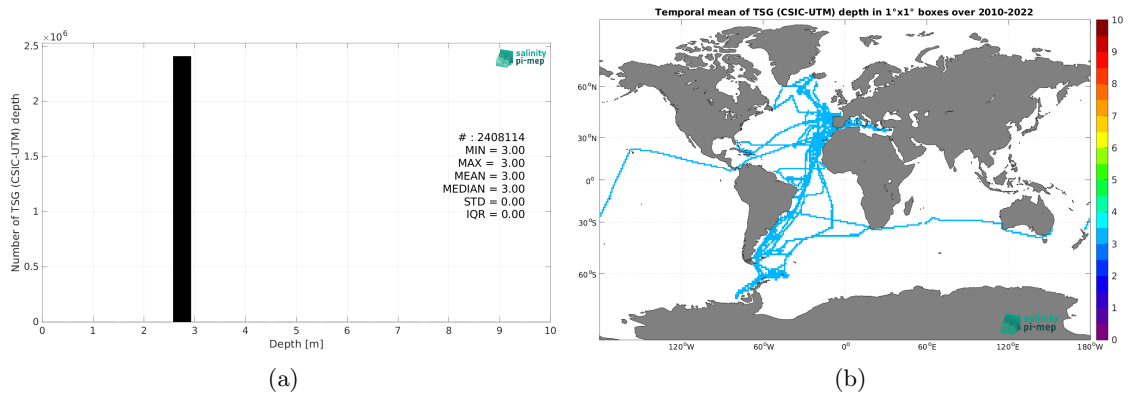 ×10⁶
2.5
2
1.5
1
0.5
0
Number of TSG (CSIC-UTM) depth
salinity
pi-mep
# : 2408114
MIN = 3.00
MAX = 3.00
MEAN = 3.00
MEDIAN = 3.00
STD = 0.00
IQR = 0.00
0 1 2 3 4 5 6 7 8 9 10
Depth [m]
(a)
Temporal mean of TSG (CSIC-UTM) depth in 1°x1° boxes over 2010-2022
60°N
30°N
0°
30°S
60°S
120°W 60°W 0° 60°E 120°E 180°W
salinity
pi-mep
10
9
8
7
6
5
4
3
2
1
0
(b)